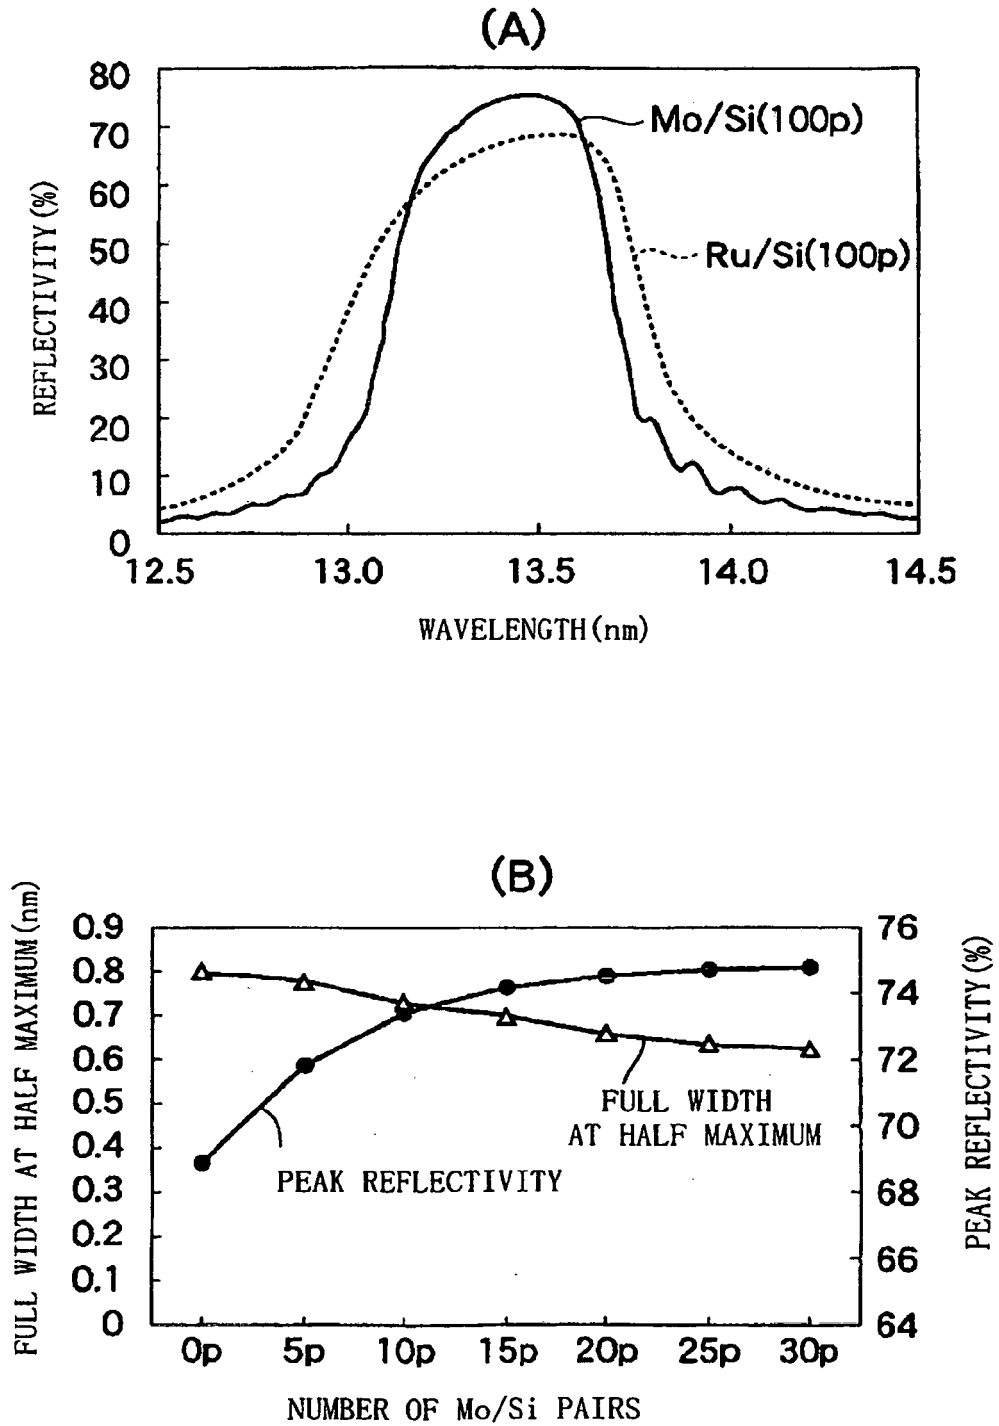 (A)
80
70
60
50
40
30
20
10
0
REFLECTIVITY(%)
Mo/Si(100p)
Ru/Si(100p)
12.5 13.0 13.5 14.0 14.5
WAVELENGTH(nm)
(B)
FULL WIDTH AT HALF MAXIMUM(nm)
0.9
0.8
0.7
0.6
0.5
0.4
0.3
0.2
0.1
0
FULL WIDTH
AT HALF MAXIMUM
PEAK REFLECTIVITY
76
74
72
70
68
66
64
PEAK REFLECTIVITY(%)
0p 5p 10p 15p 20p 25p 30p
NUMBER OF Mo/Si PAIRS